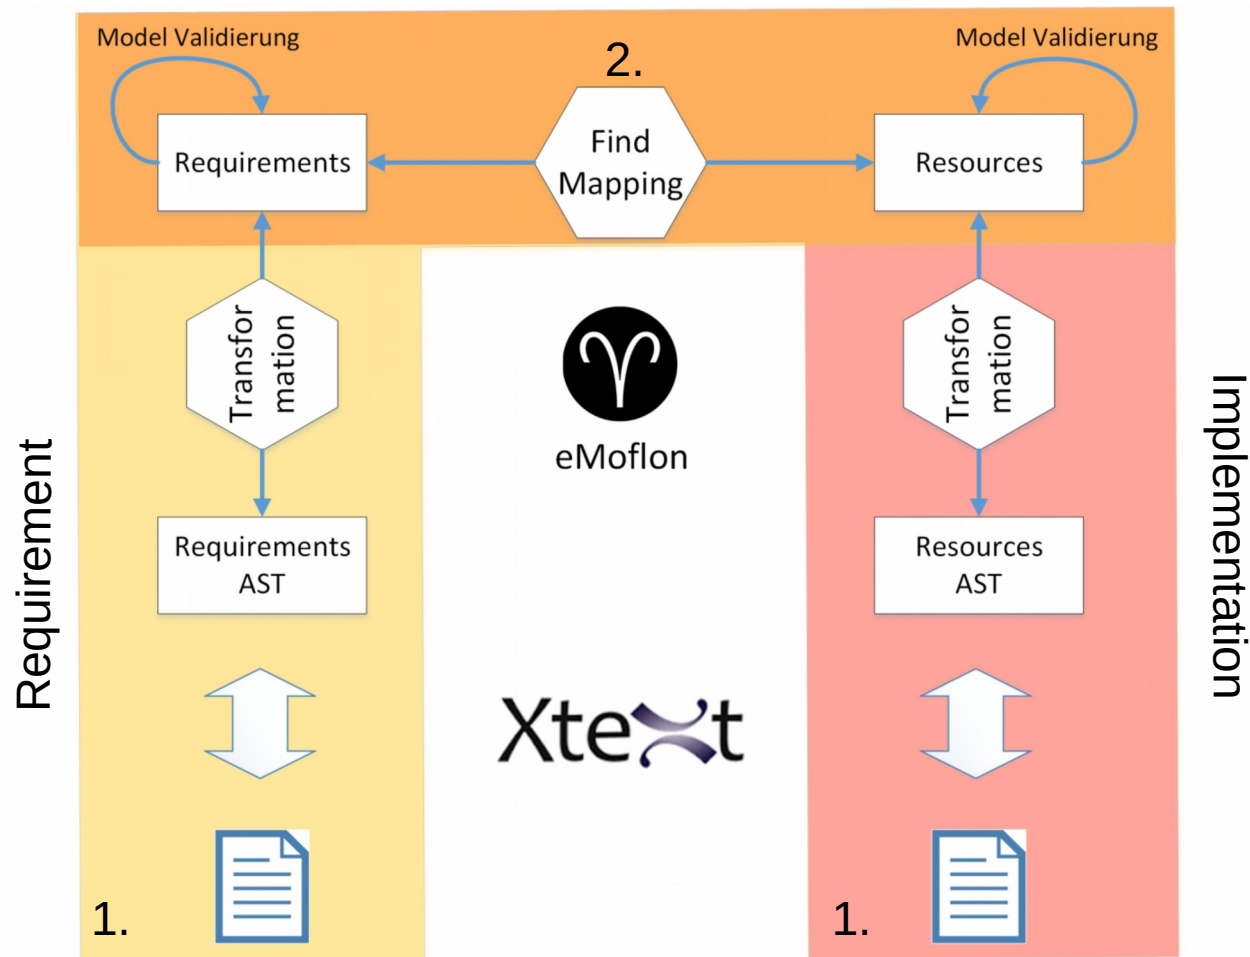 Model Validierung
Model Validierung
2.
Requirements
Find
Mapping
Resources
Transfor
mation
Transfor
mation
eMoflon
Requirement
Implementation
Requirements
AST
Resources
AST
Xtext
1.
1.